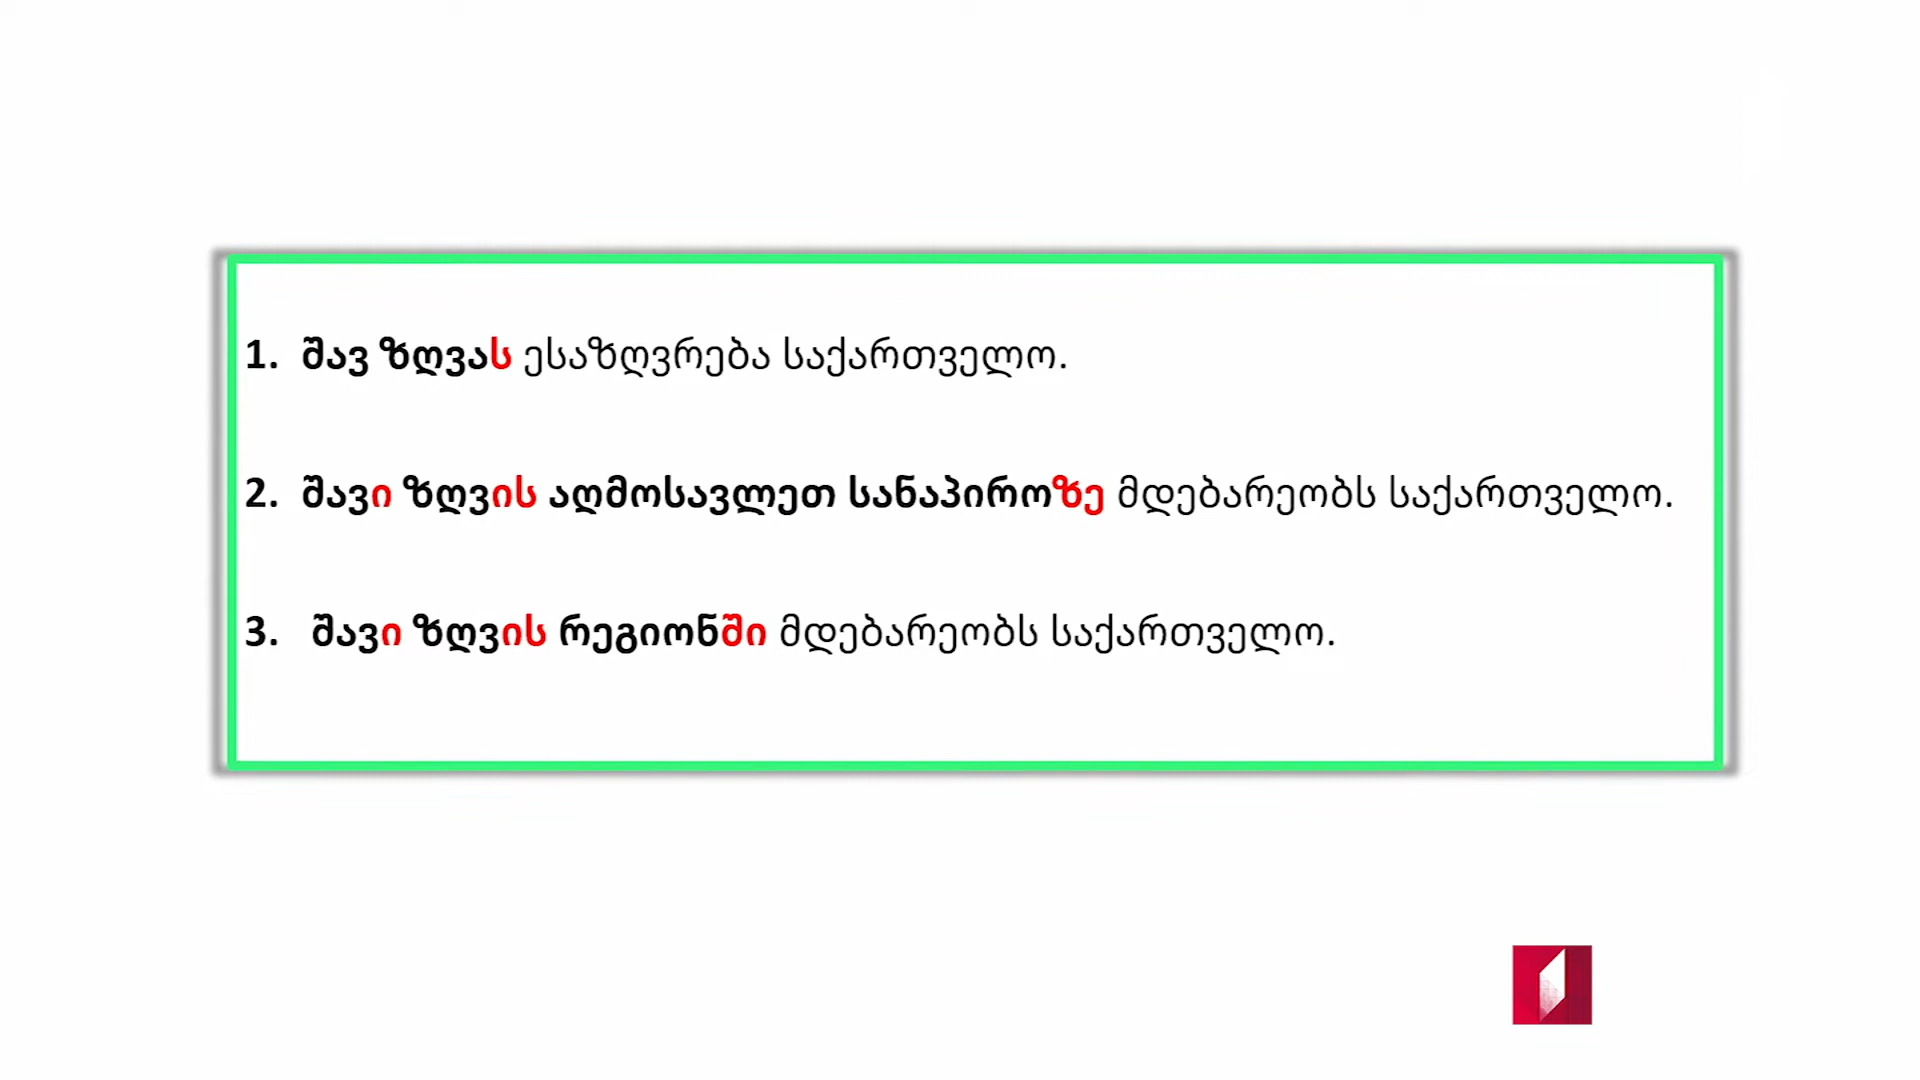 1. შავ ზღვას ესაზღვრება საქართველო.
2. შავი ზღვის აღმოსავლეთ სანაპიროზე მდებარეობს საქართველო.
3. შავი ზღვის რეგიონში მდებარეობს საქართველო.